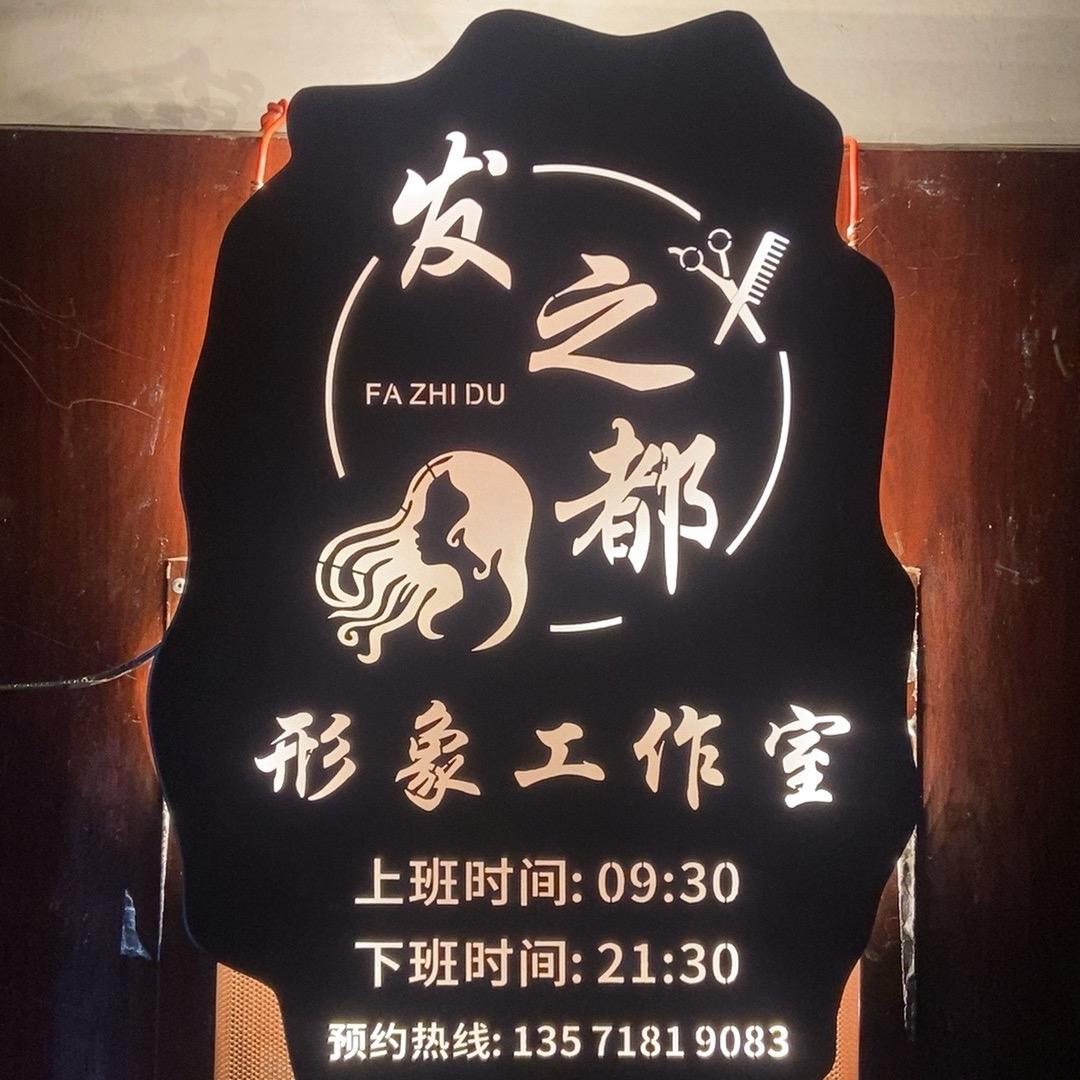 发之都
FA ZHI DU
形象工作室
上班时间: 09:30
下班时间: 21:30
预约热线: 135 7181 9083